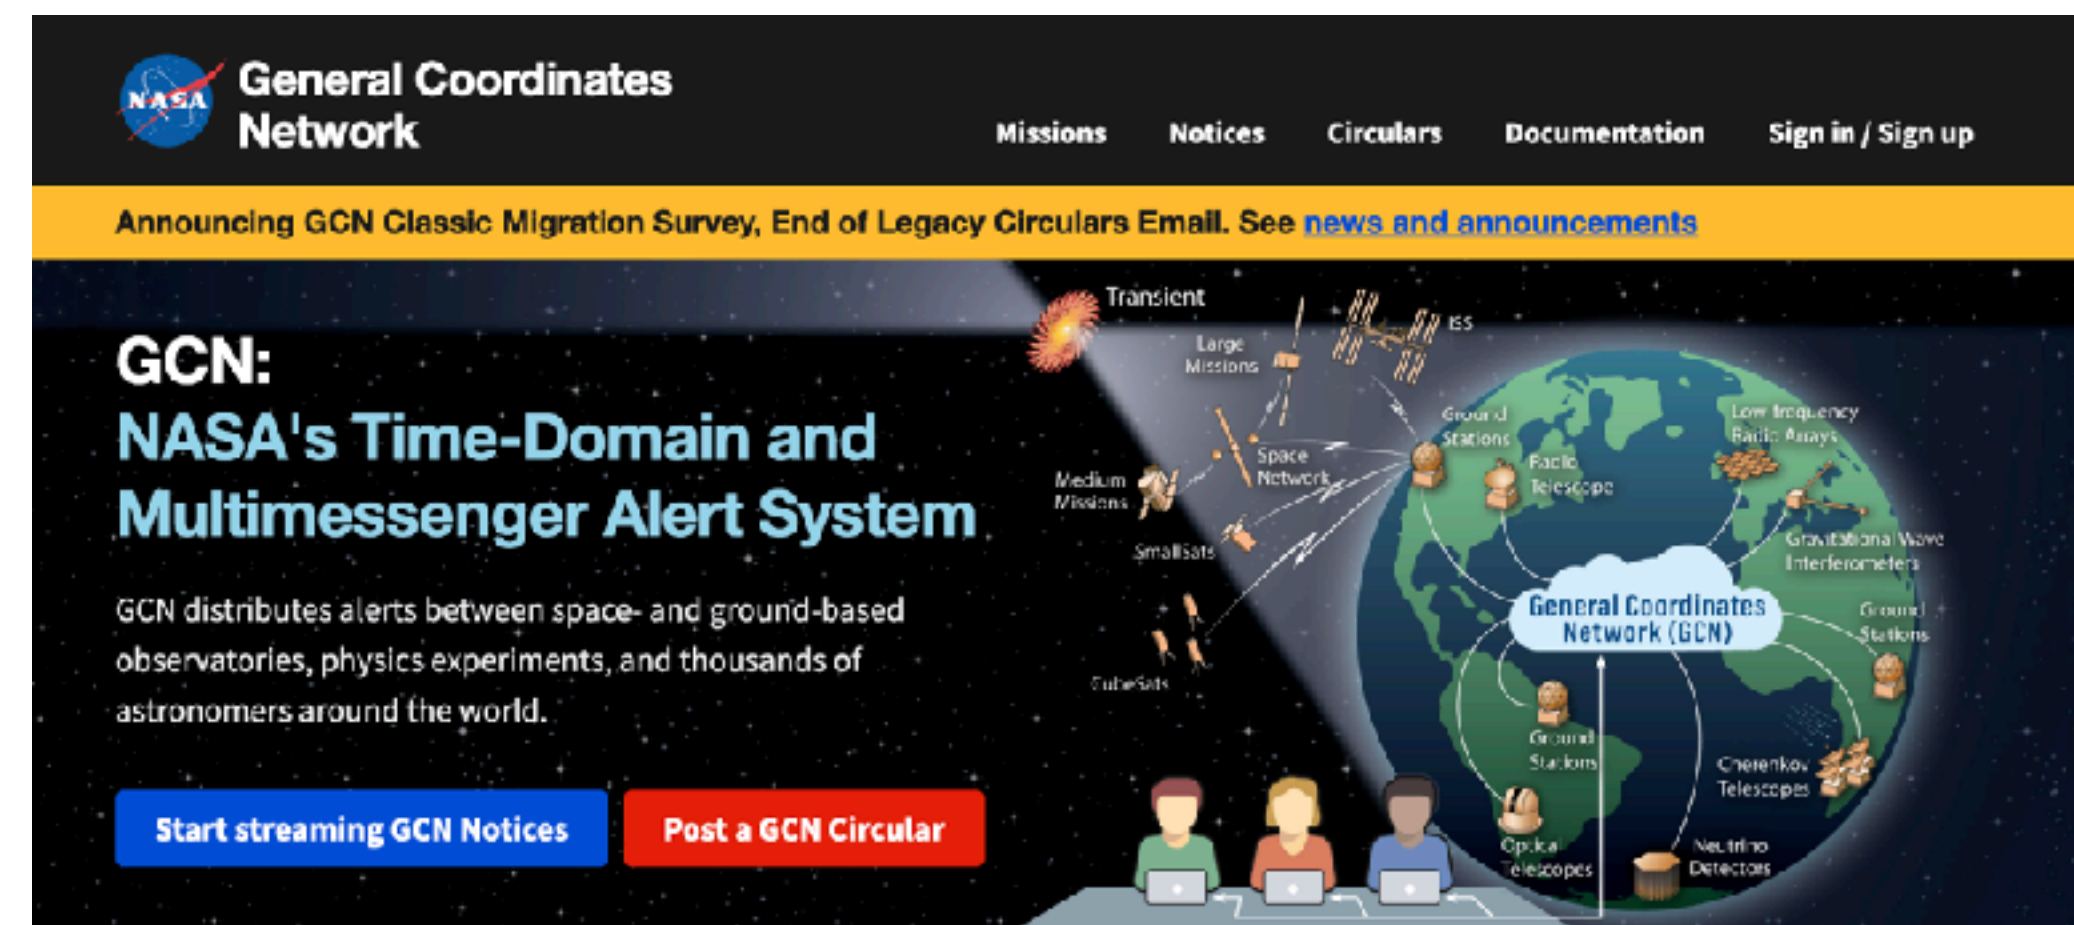 NASA
General Coordinates
Network
Missions
Notices
Circulars
Documentation
Sign in / Sign up
Announcing GCN Classic Migration Survey, End of Legacy Circulars Email. See news and announcements
GCN:
NASA's Time-Domain and
Multimessenger Alert System
GCN distributes alerts between space- and ground-based
observatories, physics experiments, and thousands of
astronomers around the world.
Start streaming GCN Notices
Post a GCN Circular
Transient
Large
Missions
ISS
Ground
Stations
Low frequency
Radio Arrays
Space
Network
Radio
Telescope
Medium
Missions
SmallSats
Gravitational Wave
Interferometers
General Coordinates
Network (GCN)
Ground
Stations
CubeSats
Ground
Stations
Cherenkov
Telescopes
Optical
Telescopes
Neutrino
Detectors